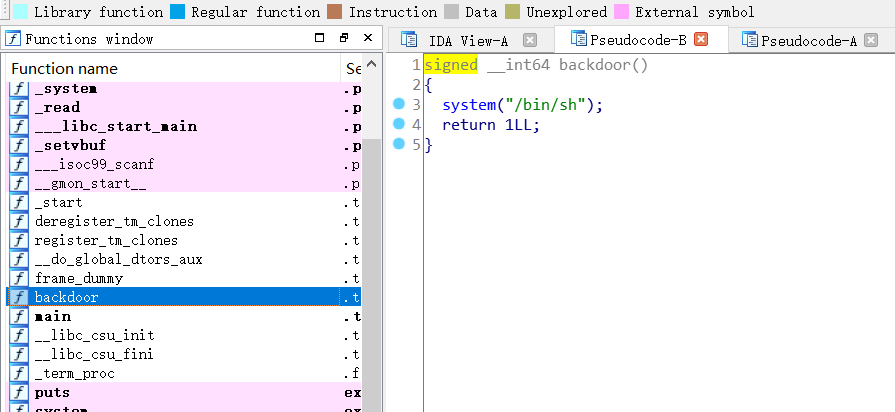 Library function Regular function Instruction Data Unexplored External symbol
Functions window
Function name Se
_system .p
_read .p
___libc_start_main .p
_setvbuf .p
___isoc99_scanf .p
__gmon_start__ .p
_start .t
deregister_tm_clones .t
register_tm_clones .t
__do_global_dtors_aux .t
frame_dummy .t
backdoor .t
main .t
__libc_csu_init .t
__libc_csu_fini .t
_term_proc .f
puts ex
system ex
IDA View-A Pseudocode-B Pseudocode-A
1 signed __int64 backdoor()
2 {
3 system("/bin/sh");
4 return 1LL;
5 }